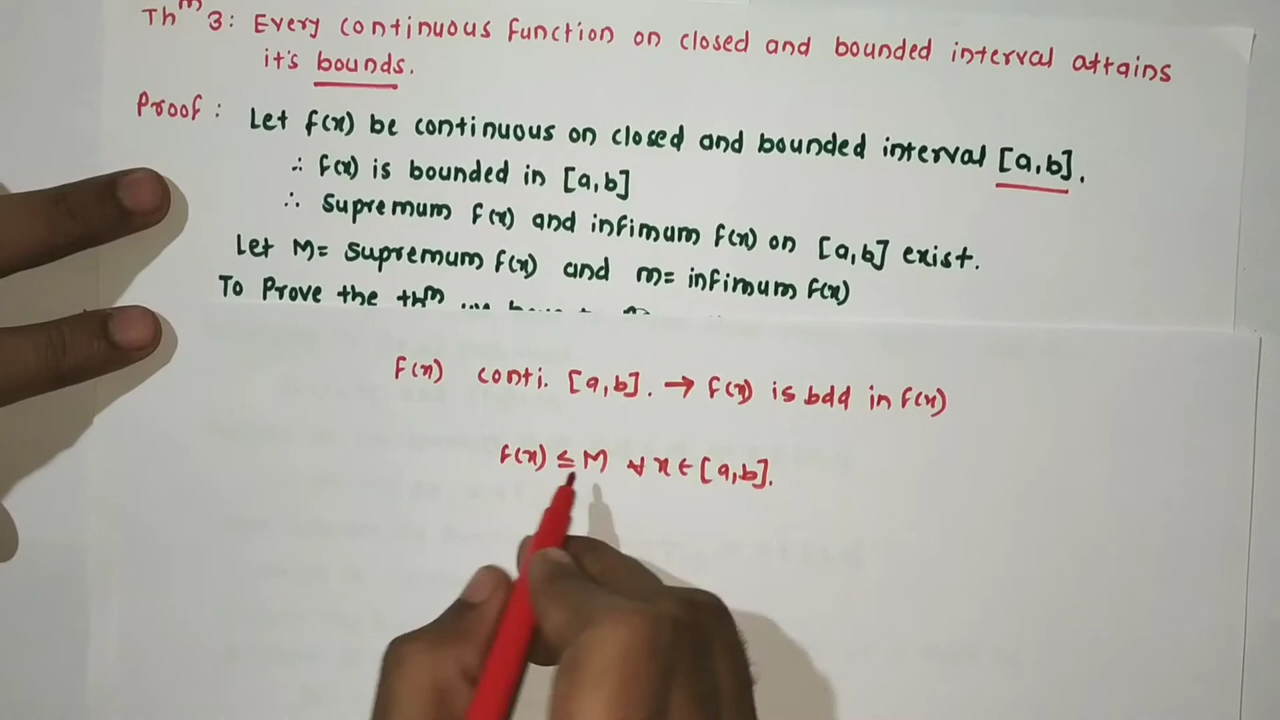 Thm 3: Every continuous function on closed and bounded interval attains
it's bounds.
Proof: Let f(x) be continuous on closed and bounded interval [a,b].
∴ f(x) is bounded in [a,b]
∴ supremum f(x) and infimum f(x) on [a,b] exist.
Let M= supremum f(x) and m= infimum f(x)
To Prove the thm
f(x) conti. [a,b]. → f(x) is bdd in f(x)
f(x) ≤ M ∀ x ∈ [a,b].